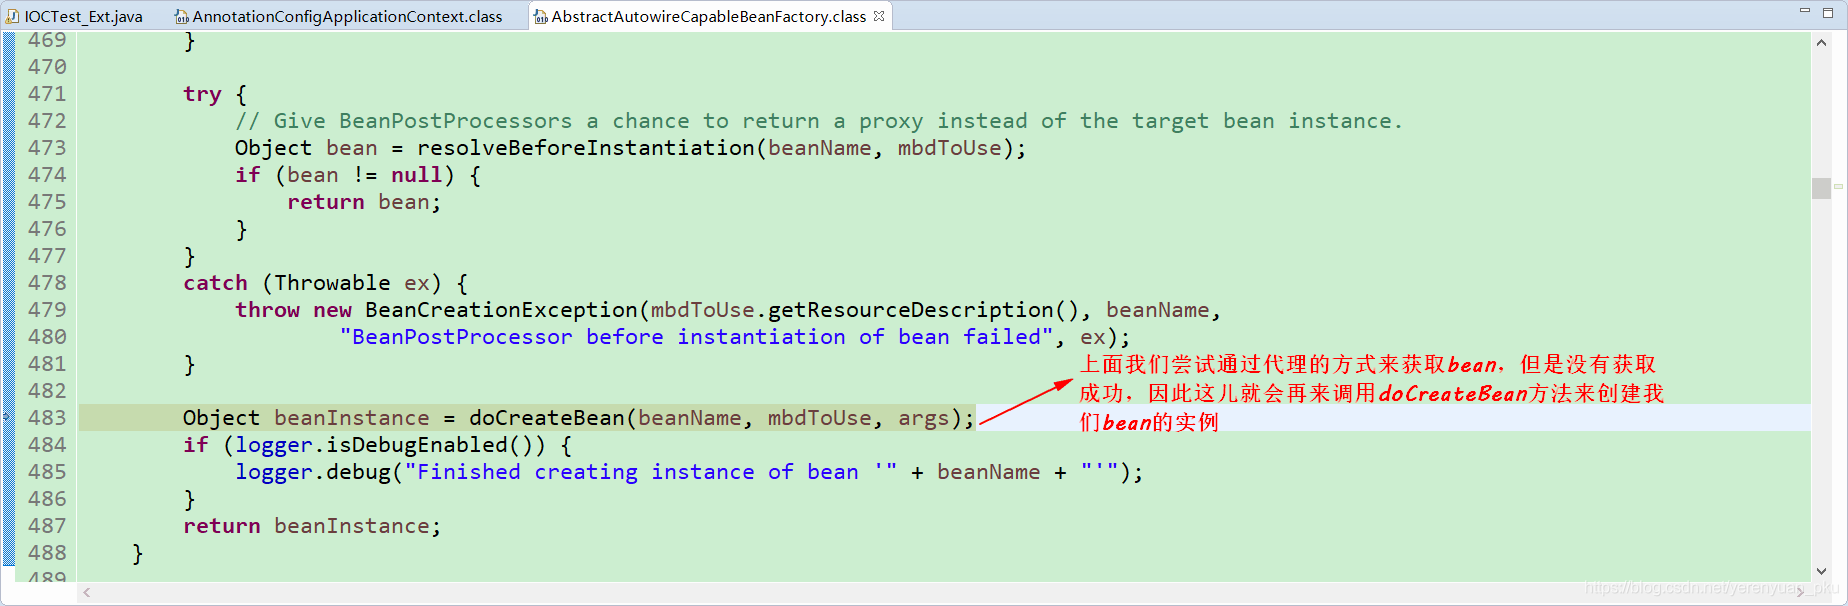 IOCTest_Ext.java AnnotationConfigApplicationContext.class AbstractAutowireCapableBeanFactory.class
469 }
470
471 try {
472 // Give BeanPostProcessors a chance to return a proxy instead of the target bean instance.
473 Object bean = resolveBeforeInstantiation(beanName, mbdToUse);
474 if (bean != null) {
475 return bean;
476 }
477 }
478 catch (Throwable ex) {
479 throw new BeanCreationException(mbdToUse.getResourceDescription(), beanName,
480 "BeanPostProcessor before instantiation of bean failed", ex);
481 }
上面我们尝试通过代理的方式来获取bean，但是没有获取
482
成功，因此这儿就会再来调用doCreateBean方法来创建我
483 Object beanInstance = doCreateBean(beanName, mbdToUse, args);
们bean的实例
484 if (logger.isDebugEnabled()) {
485 logger.debug("Finished creating instance of bean '" + beanName + "'");
486 }
487 return beanInstance;
488 }
489
https://blog.csdn.net/yerenyuan_pku